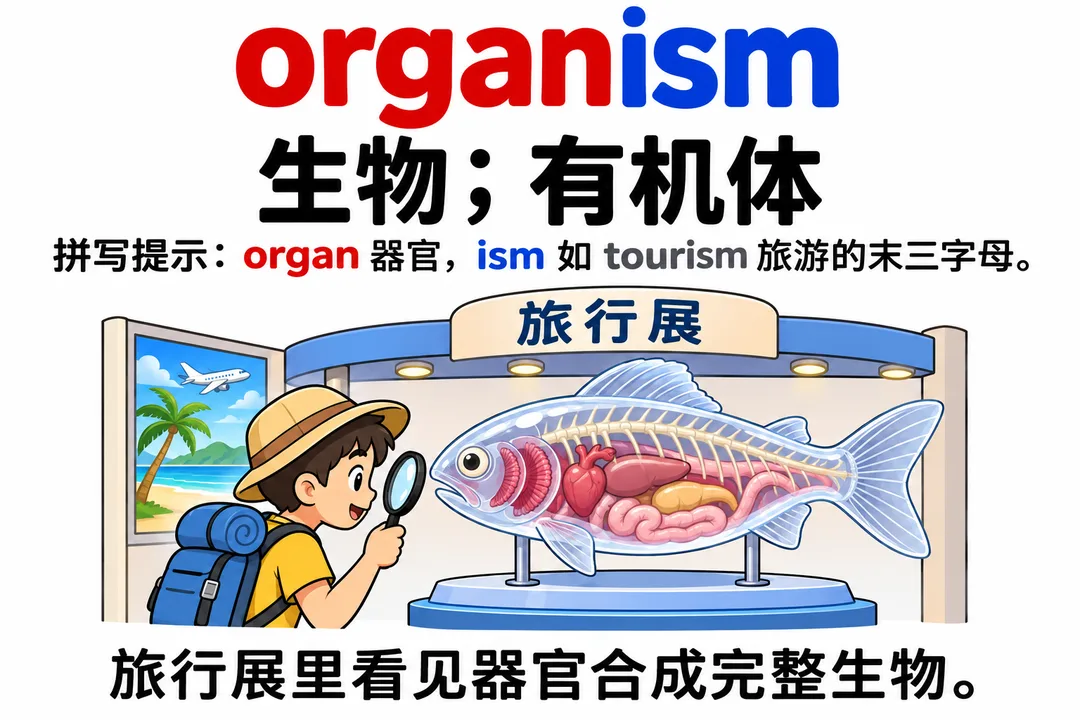 organism
生物；有机体
拼写提示：organ 器官，ism 如 tourism 旅游的末三字母。
旅行展
旅行展里看见器官合成完整生物。